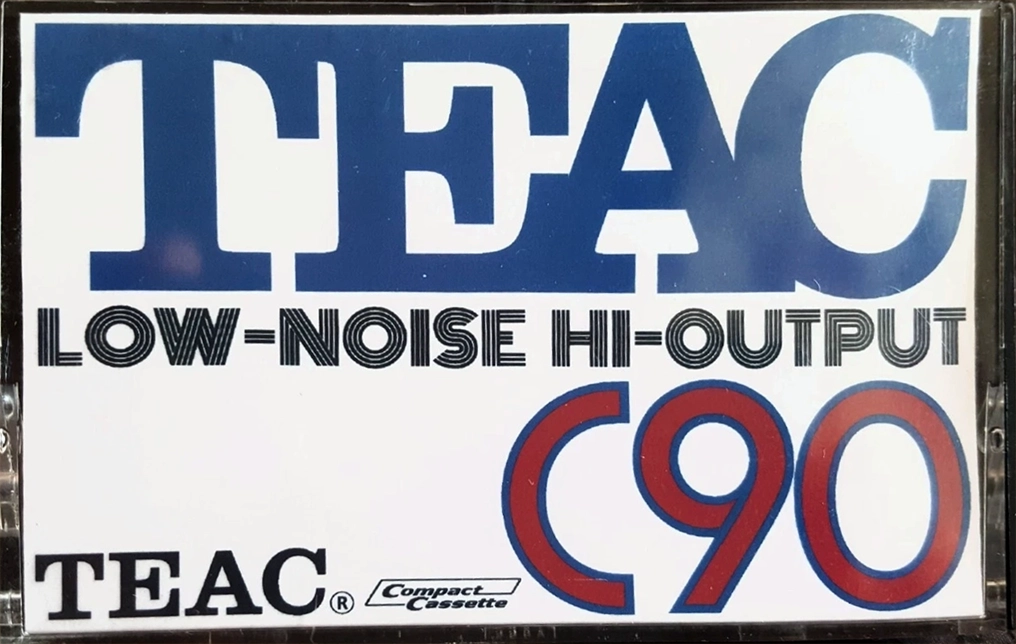 TEAC
LOW-NOISE HI-OUTPUT
C90
TEAC®
Compact
Cassette